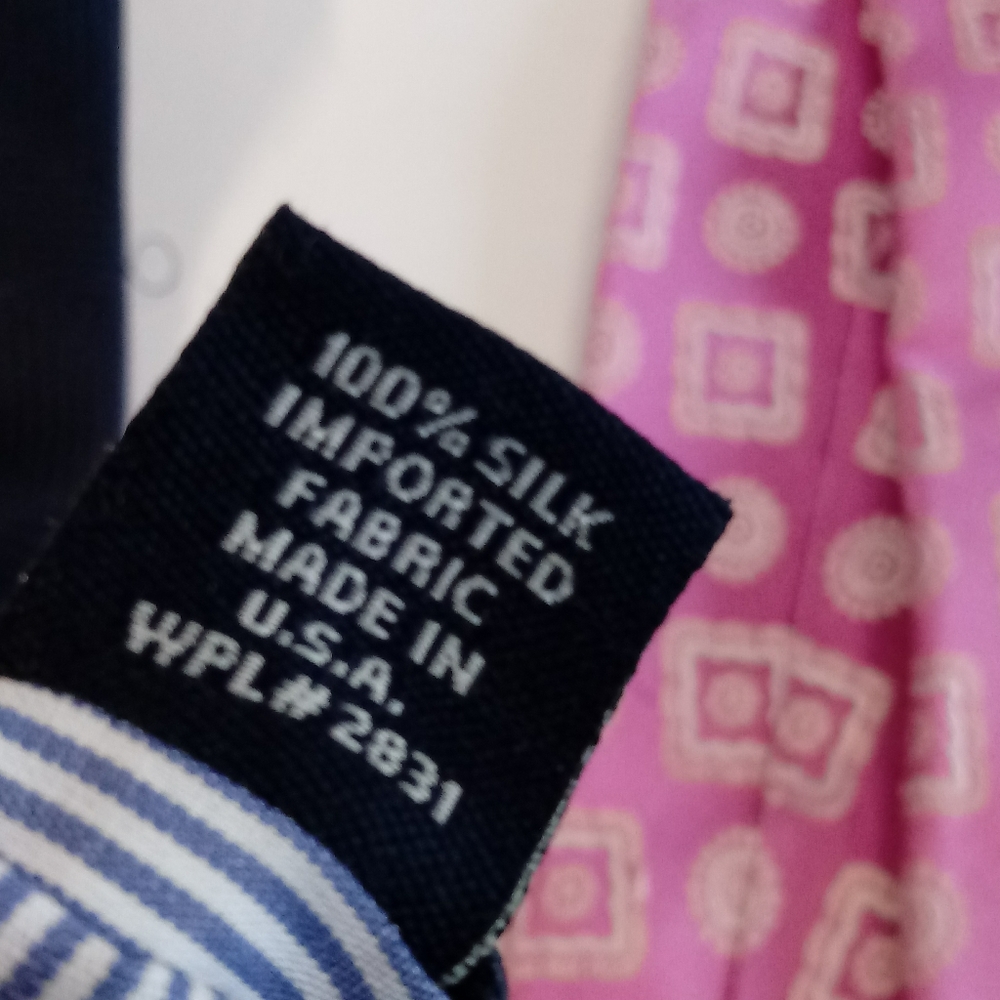 100% SILK
IMPORTED
FABRIC
MADE IN
U.S.A.
WPL # 2831